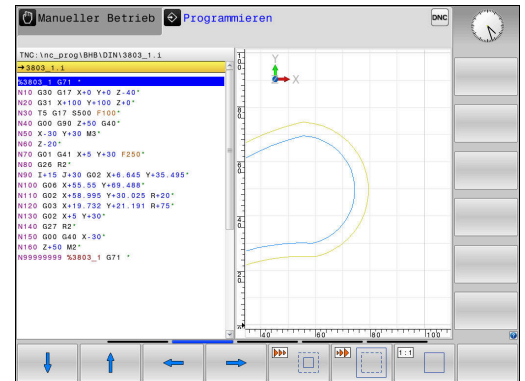 Manueller Betrieb
Programmieren
DNC
TNC:\nc_prog\BHB\DIN\3803_1.i
→3803_1.i
%3803_1 G71 *
N10 G30 G17 X+0 Y+0 Z-40*
N20 G31 X+100 Y+100 Z+0*
N30 T5 G17 S500 F100*
N40 G00 G90 Z+50 G40*
N50 X-30 Y+30 M3*
N60 Z-20*
N70 G01 G41 X+5 Y+30 F250*
N80 G26 R2*
N90 I+15 J+30 G02 X+6.645 Y+35.495*
N100 G06 X+55.55 Y+69.488*
N110 G02 X+58.995 Y+30.025 R+20*
N120 G03 X+19.732 Y+21.191 R+75*
N130 G02 X+5 Y+30*
N140 G27 R2*
N150 G00 G40 X-30*
N160 Z+50 M2*
N99999999 %3803_1 G71 *
Y
X
80
60
40
20
40
60
80
100
1:1